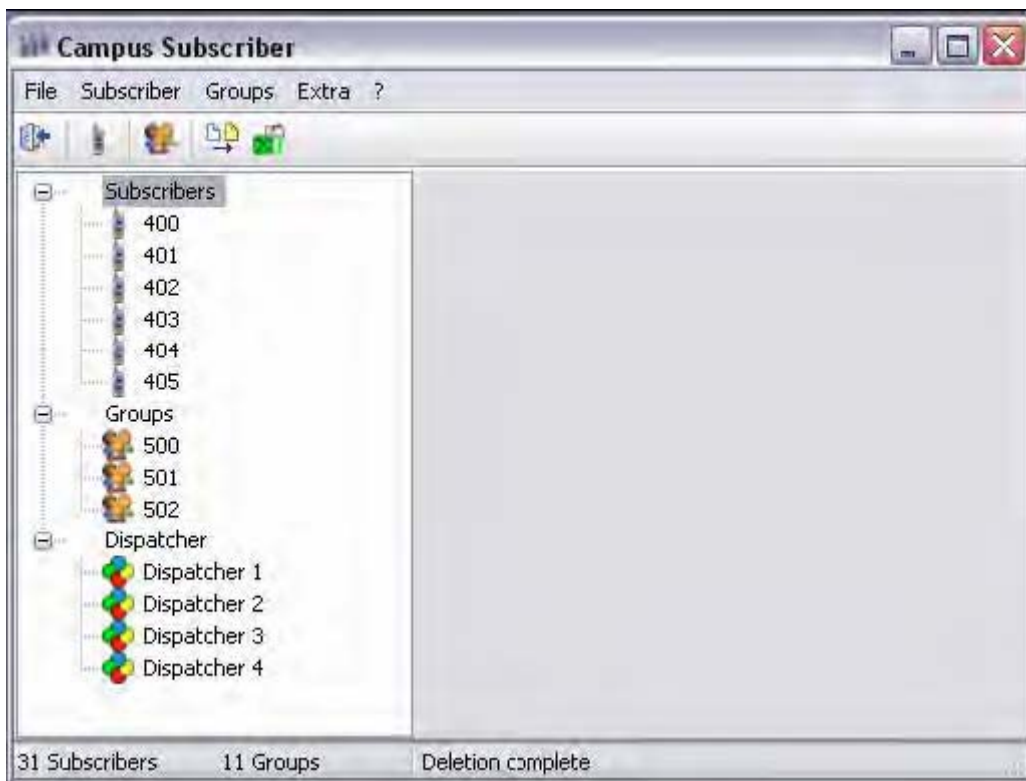 Campus Subscriber
File Subscriber Groups Extra ?
Subscribers
400
401
402
403
404
405
Groups
500
501
502
Dispatcher
Dispatcher 1
Dispatcher 2
Dispatcher 3
Dispatcher 4
31 Subscribers 11 Groups Deletion complete